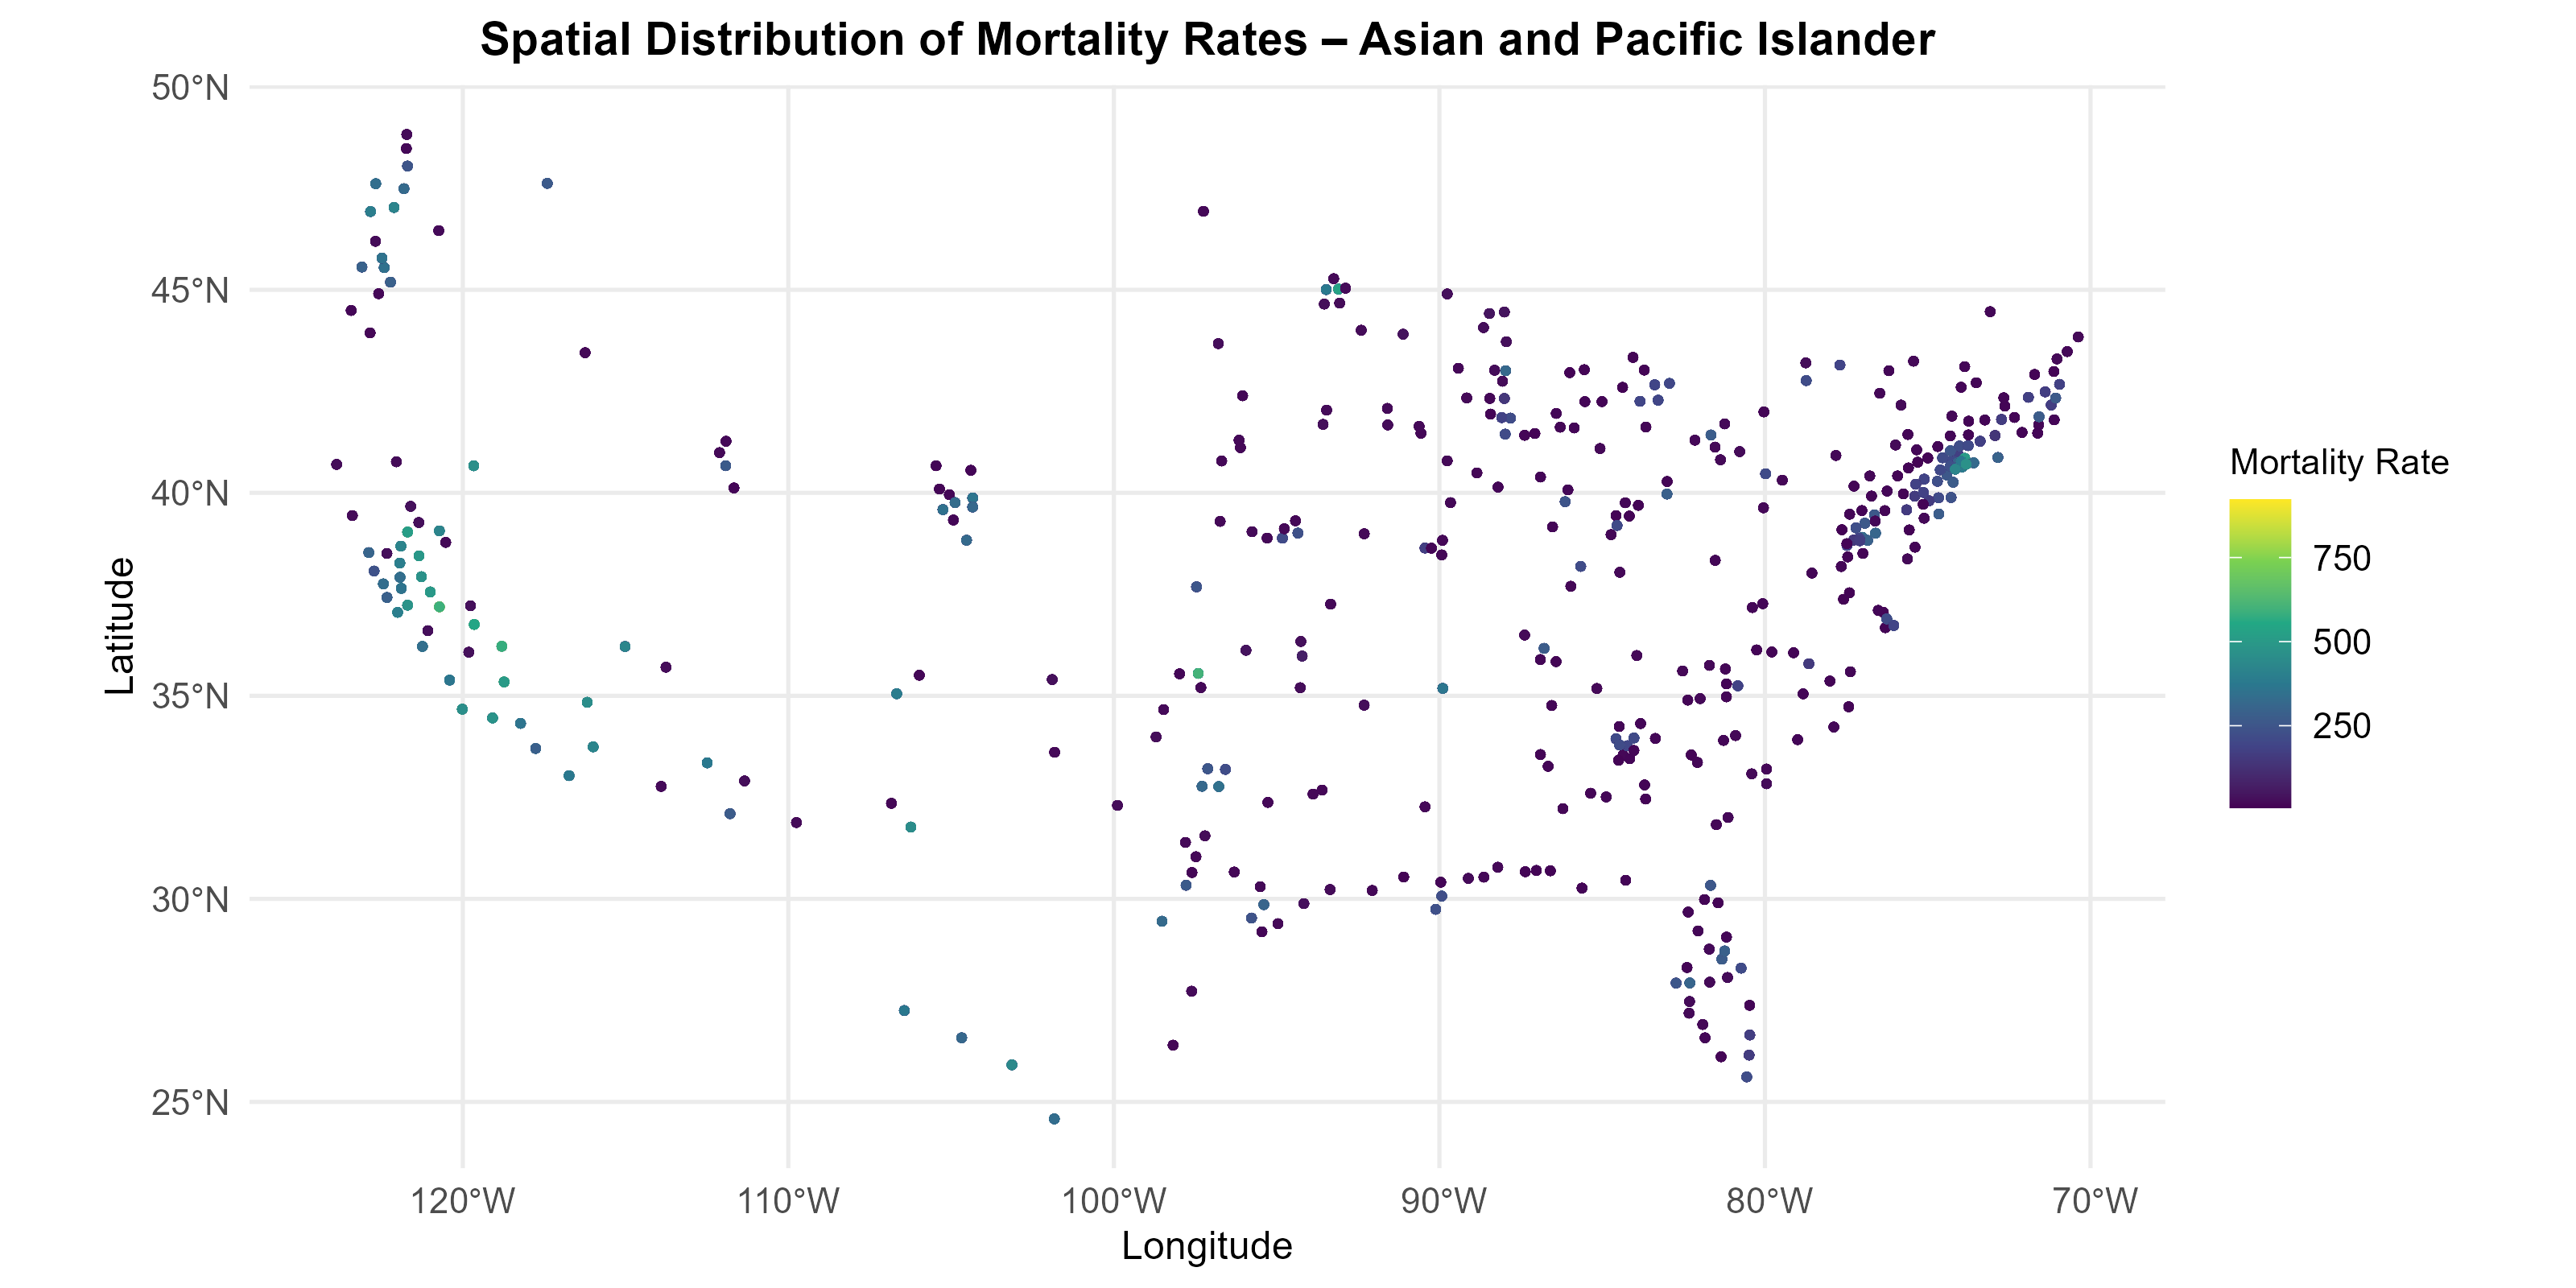 Spatial Distribution of Mortality Rates – Asian and Pacific Islander
50°N
45°N
40°N
35°N
30°N
25°N
Latitude
120°W
110°W
100°W
90°W
80°W
70°W
Longitude
Mortality Rate
750
500
250